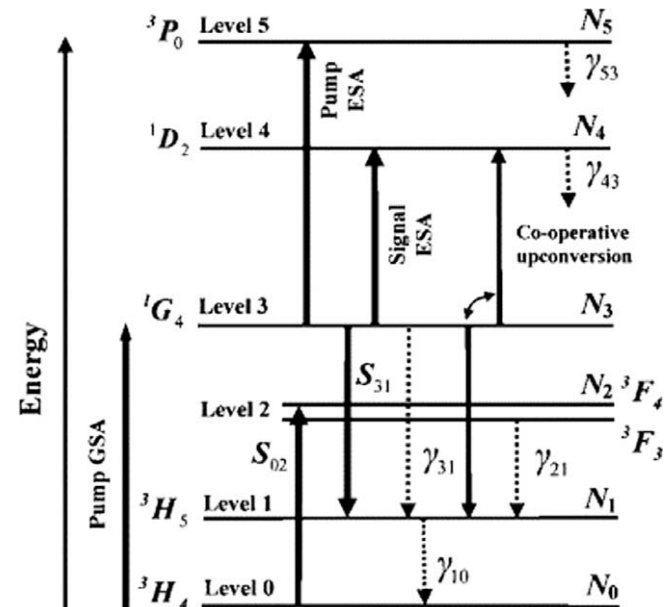 ³P₀ Level 5 N₅
Pump ESA
γ₅₃
¹D₂ Level 4 N₄
Signal ESA
γ₄₃
Co-operative
upconversion
¹G₄ Level 3 N₃
Energy
Pump GSA
S₃₁
Level 2 N₂ ³F₄
³F₃
S₀₂
γ₃₁
γ₂₁
³H₅ Level 1 N₁
γ₁₀
³H₄ Level 0 N₀